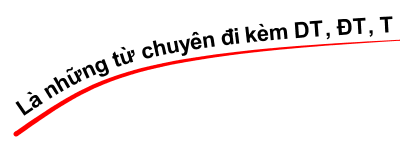 Là những từ chuyên đi kèm DT, ĐT, T